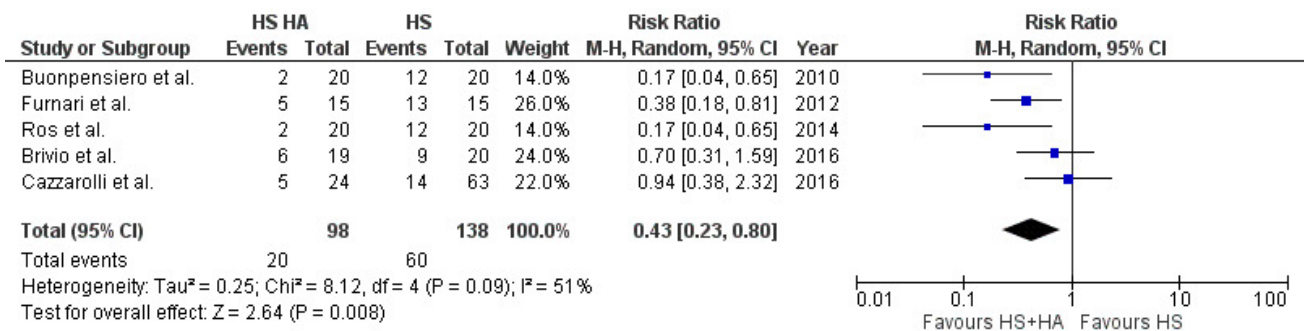 HS HA HS Risk Ratio Risk Ratio
Study or Subgroup Events Total Events Total Weight M-H, Random, 95% CI Year M-H, Random, 95% CI
Buonpensiero et al. 2 20 12 20 14.0% 0.17 [0.04, 0.65] 2010
Furnari et al. 5 15 13 15 26.0% 0.38 [0.18, 0.81] 2012
Ros et al. 2 20 12 20 14.0% 0.17 [0.04, 0.65] 2014
Brivio et al. 6 19 9 20 24.0% 0.70 [0.31, 1.59] 2016
Cazzarolli et al. 5 24 14 63 22.0% 0.94 [0.38, 2.32] 2016
Total (95% CI) 98 138 100.0% 0.43 [0.23, 0.80]
Total events 20 60
Heterogeneity: Tau² = 0.25; Chi² = 8.12, df = 4 (P = 0.09); I² = 51%
Test for overall effect: Z = 2.64 (P = 0.008)
0.01 0.1 1 10 100
Favours HS+HA Favours HS